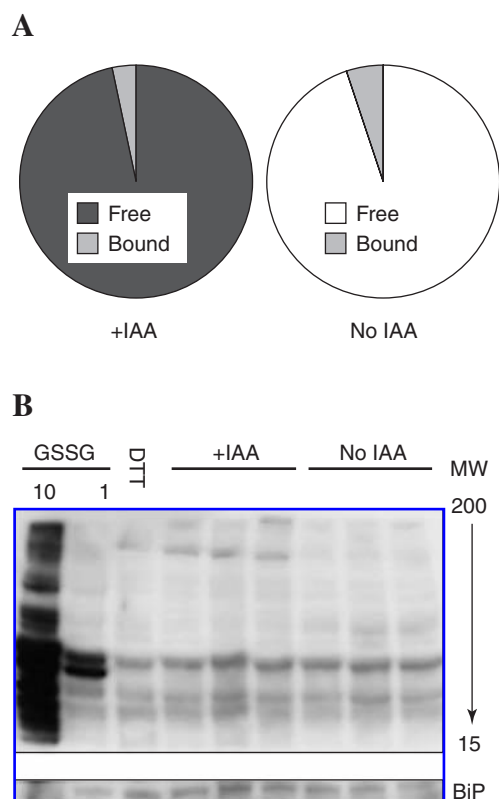 A
Free
Bound
Free
Bound
+IAA
No IAA
B
GSSG
DTT
+IAA
No IAA
MW
10
1
200
15
BiP